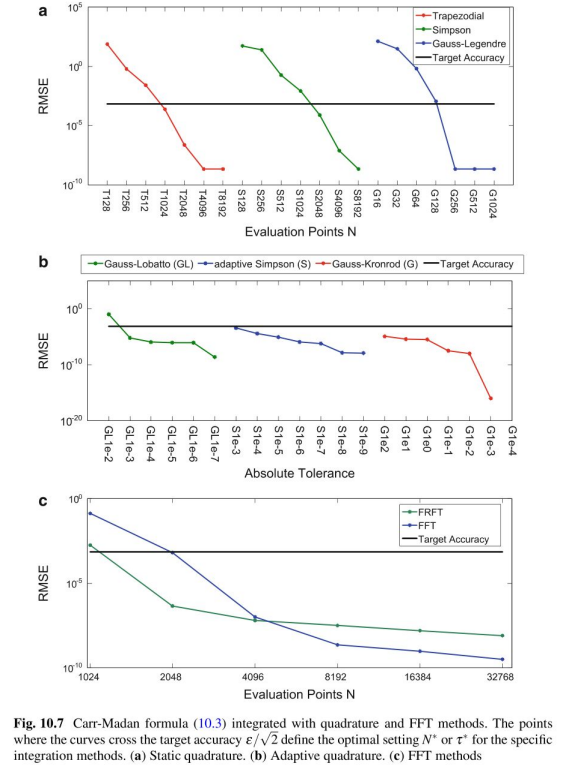 a
10^5
10^0
10^-5
10^-10
RMSE
Trapezodial
Simpson
Gauss-Legendre
Target Accuracy
T128
T256
T512
T1024
T2048
T4096
T8192
S128
S256
S512
S1024
S2048
S4096
S8192
G16
G32
G64
G128
G256
G512
G1024
Evaluation Points N
b
Gauss-Lobatto (GL) adaptive Simpson (S) Gauss-Kronrod (G) Target Accuracy
10^0
10^-10
10^-20
RMSE
GL1e-2
GL1e-3
GL1e-4
GL1e-5
GL1e-6
GL1e-7
S1e-3
S1e-4
S1e-5
S1e-6
S1e-7
S1e-8
S1e-9
G1e2
G1e1
G1e0
G1e-2
G1e-2
G1e-3
G1e-4
Absolute Tolerance
c
10^0
10^-5
10^-10
RMSE
FRFT
FFT
Target Accuracy
1024 2048 4096 8192 16384 32768
Evaluation Points N
Fig. 10.7 Carr-Madan formula (10.3) integrated with quadrature and FFT methods. The points
where the curves cross the target accuracy ε/√2 define the optimal setting N* or τ* for the specific
integration methods. (a) Static quadrature. (b) Adaptive quadrature. (c) FFT methods